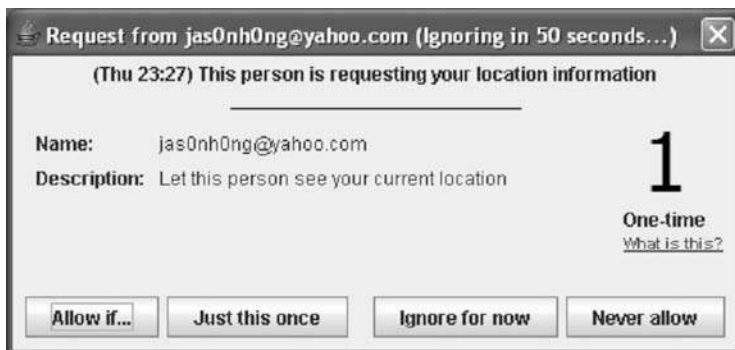 Request from jas0nh0ng@yahoo.com (Ignoring in 50 seconds...)
(Thu 23:27) This person is requesting your location information
Name: jas0nh0ng@yahoo.com
Description: Let this person see your current location
1
One-time
What is this?
Allow if... Just this once Ignore for now Never allow